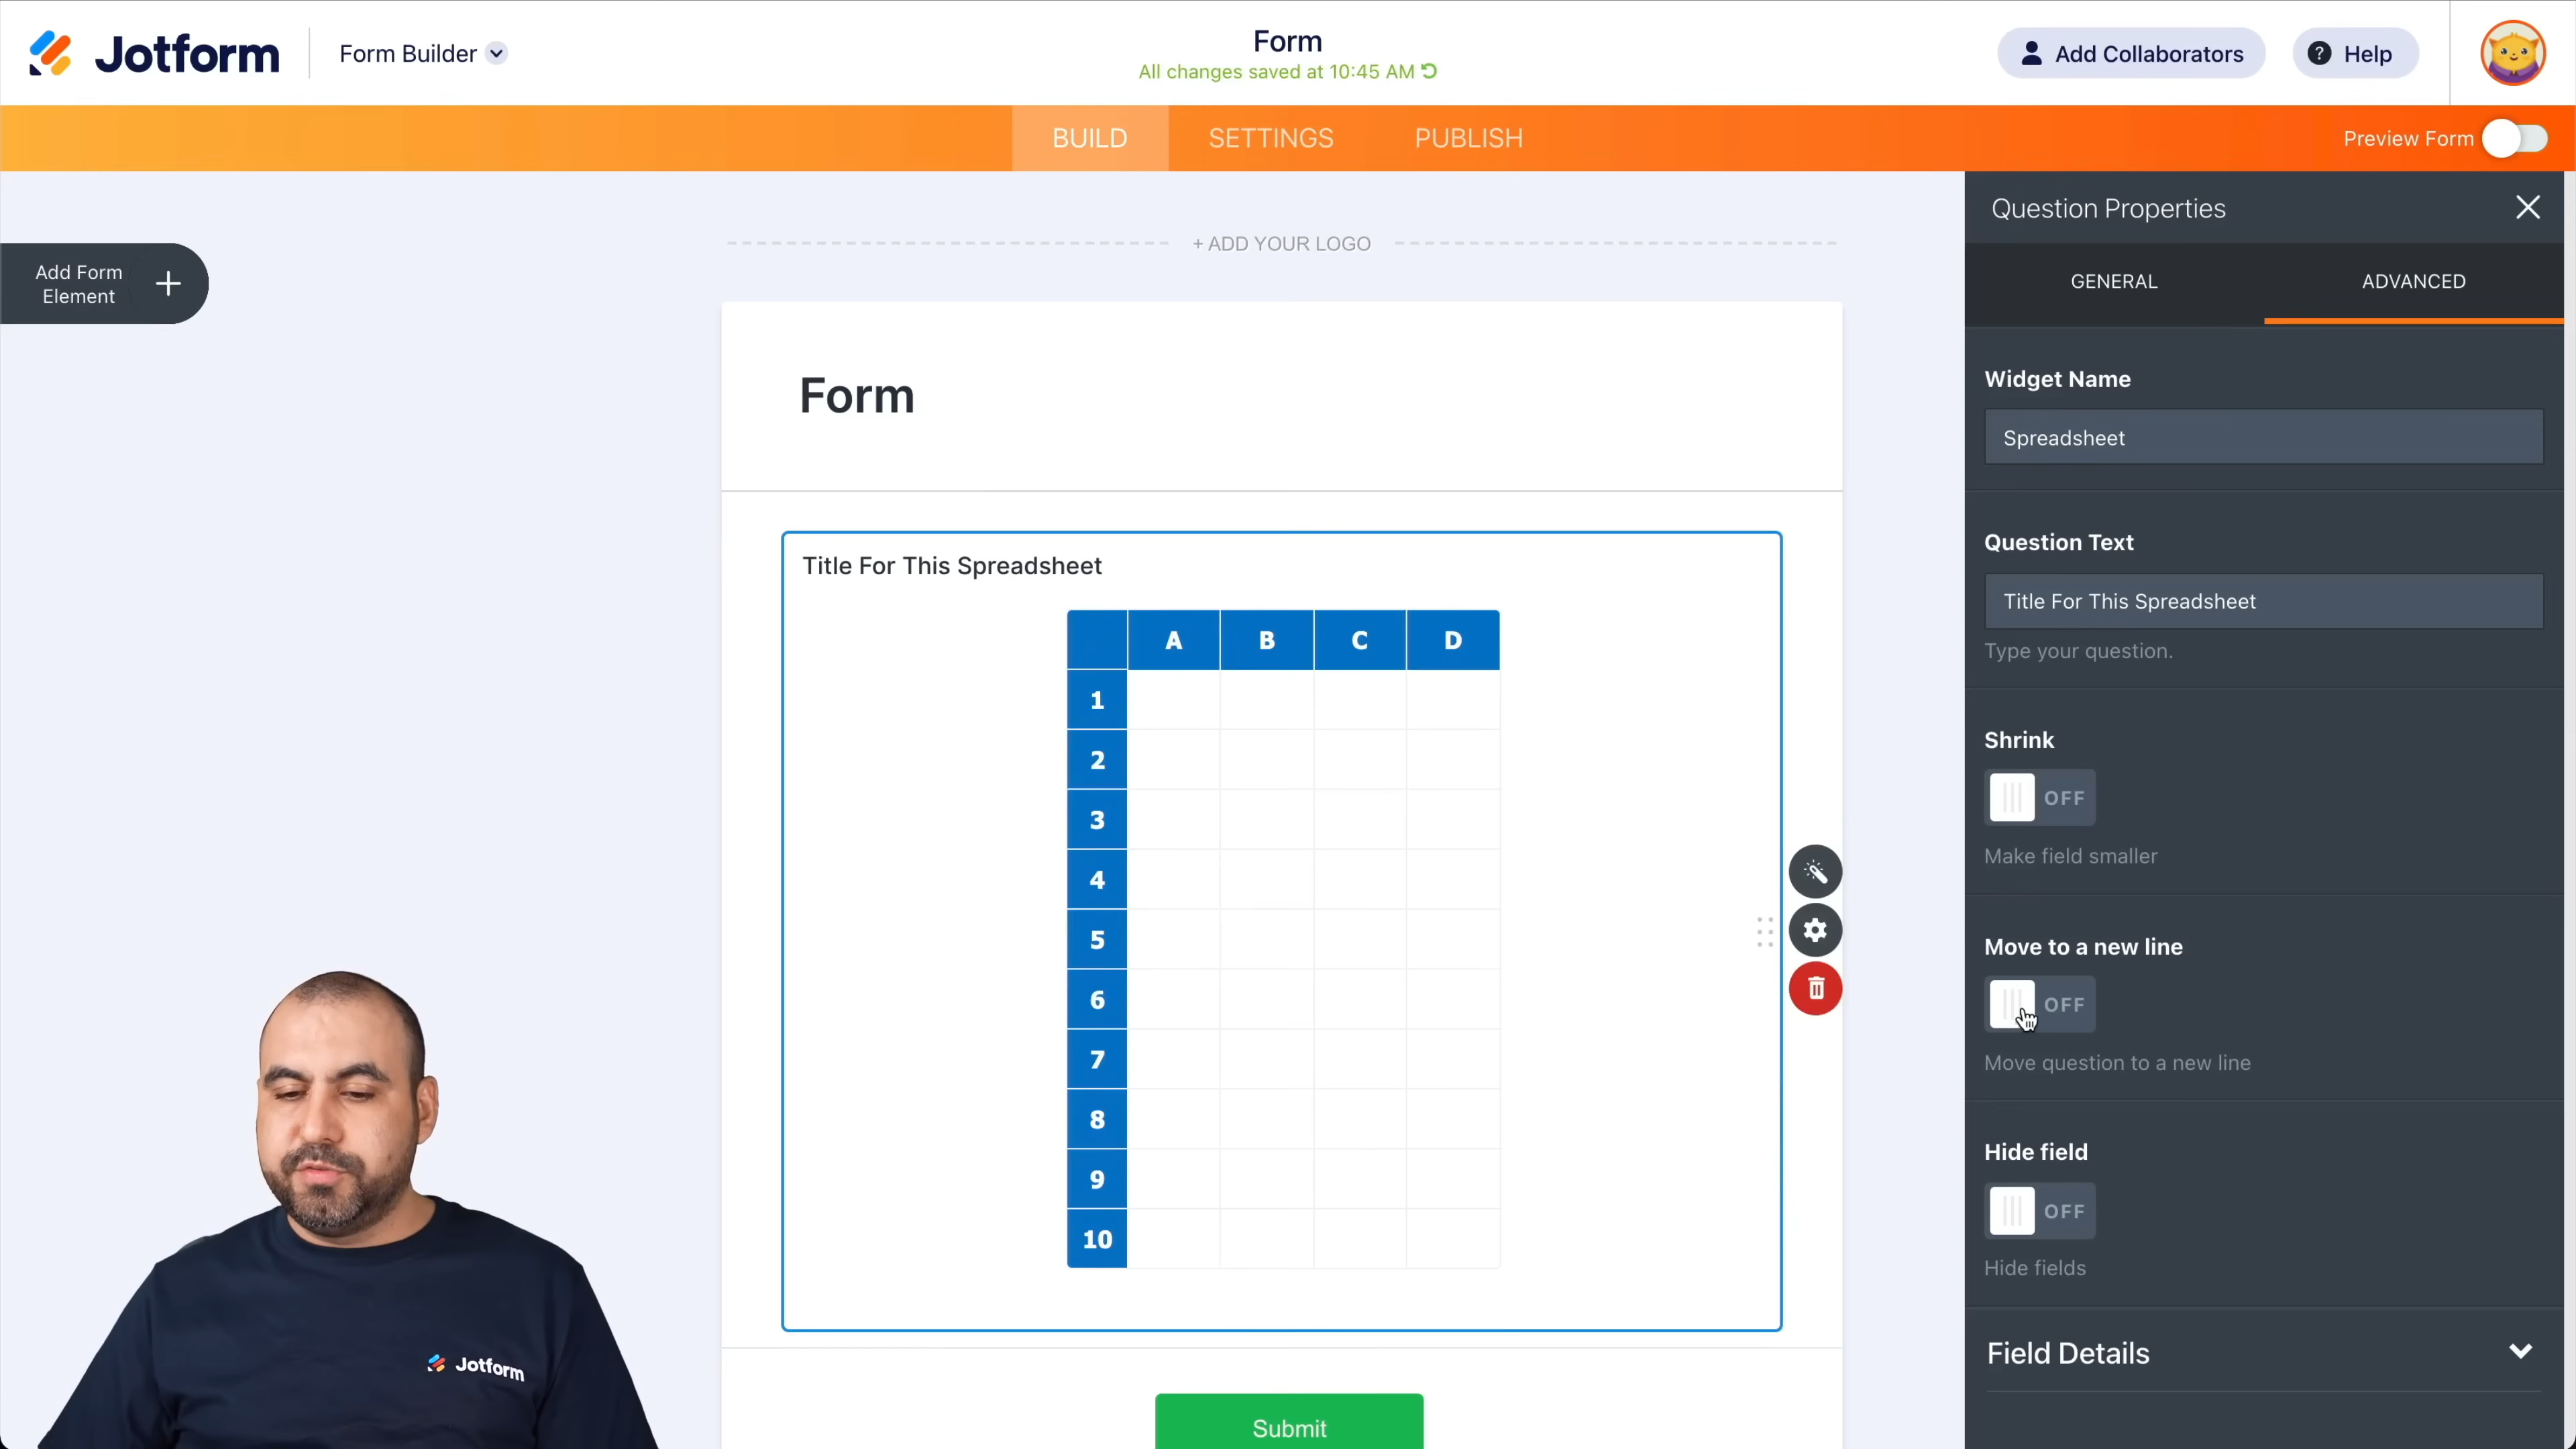 Jotform
Form Builder
Form
All changes saved at 10:45 AM
Add Collaborators
? Help
BUILD
SETTINGS
PUBLISH
Preview Form
Add Form
Element
+ ADD YOUR LOGO
Form
Title For This Spreadsheet
A B C D
1
2
3
4
5
6
7
8
9
10
Submit
Jotform
Question Properties
GENERAL
ADVANCED
Widget Name
Spreadsheet
Question Text
Title For This Spreadsheet
Type your question.
Shrink
OFF
Make field smaller
Move to a new line
OFF
Move question to a new line
Hide field
OFF
Hide fields
Field Details